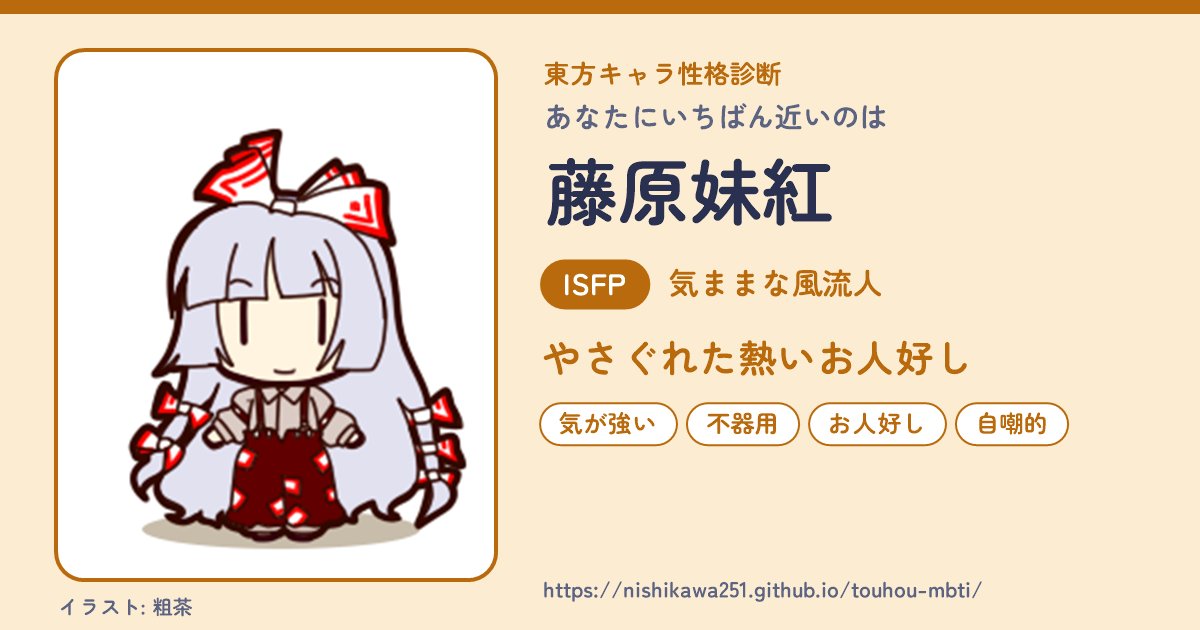 東方キャラ性格診断
あなたにいちばん近いのは
藤原妹紅
ISFP 気ままな風流人
やさぐれた熱いお人好し
気が強い 不器用 お人好し 自嘲的
https://nishikawa251.github.io/touhou-mbti/
イラスト: 粗茶